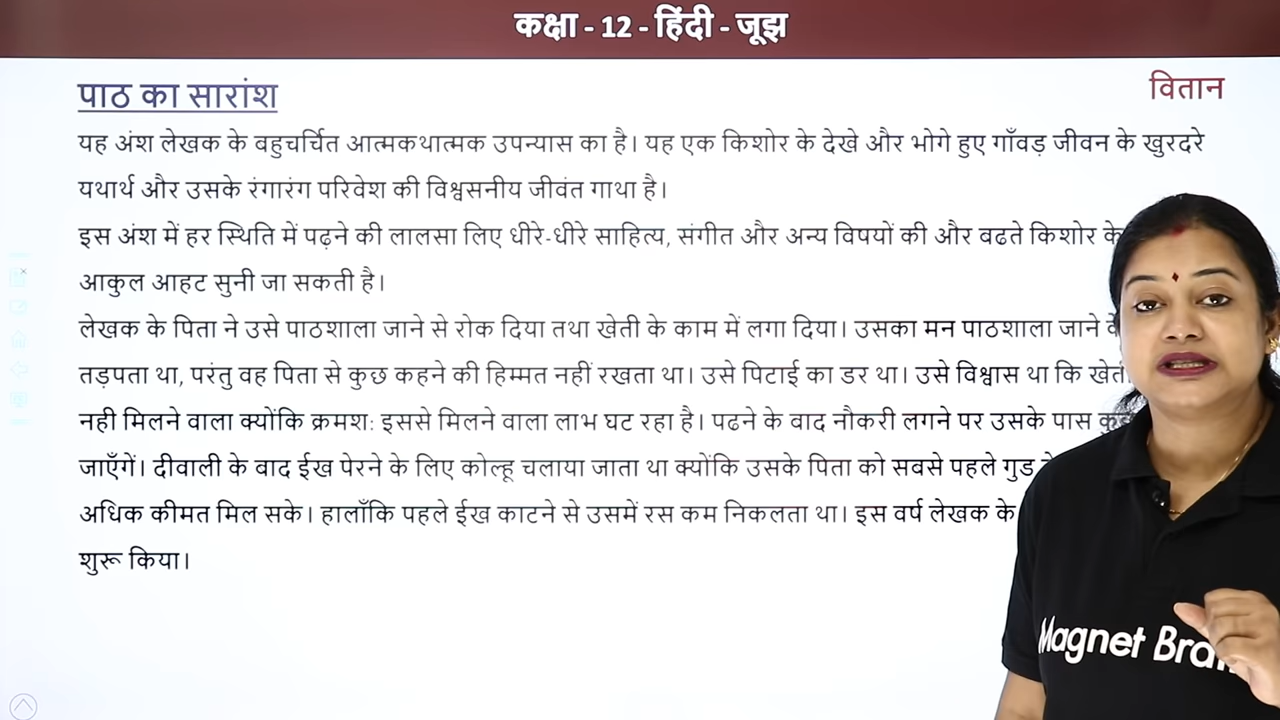 कक्षा - 12 - हिंदी - जूझ
पाठ का सारांश
वितान
यह अंश लेखक के बहुचर्चित आत्मकथात्मक उपन्यास का है। यह एक किशोर के देखे और भोगे हुए गाँवड़ जीवन के खुरदरे
यथार्थ और उसके रंगारंग परिवेश की विश्वसनीय जीवंत गाथा है।
इस अंश में हर स्थिति में पढ़ने की लालसा लिए धीरे-धीरे साहित्य, संगीत और अन्य विषयों की और बढते किशोर के
आकुल आहट सुनी जा सकती है।
लेखक के पिता ने उसे पाठशाला जाने से रोक दिया तथा खेती के काम में लगा दिया। उसका मन पाठशाला जाने
तड़पता था, परंतु वह पिता से कुछ कहने की हिम्मत नहीं रखता था। उसे पिटाई का डर था। उसे विश्वास था कि
नही मिलने वाला क्योंकि क्रमश: इससे मिलने वाला लाभ घट रहा है। पढने के बाद नौकरी लगने पर उसके पास
जाएँगें। दीवाली के बाद ईख पेरने के लिए कोल्हू चलाया जाता था क्योंकि उसके पिता को सबसे पहले गुड
अधिक कीमत मिल सके। हालाँकि पहले ईख काटने से उसमें रस कम निकलता था। इस वर्प लेखक के
शुरू किया।
Magnet